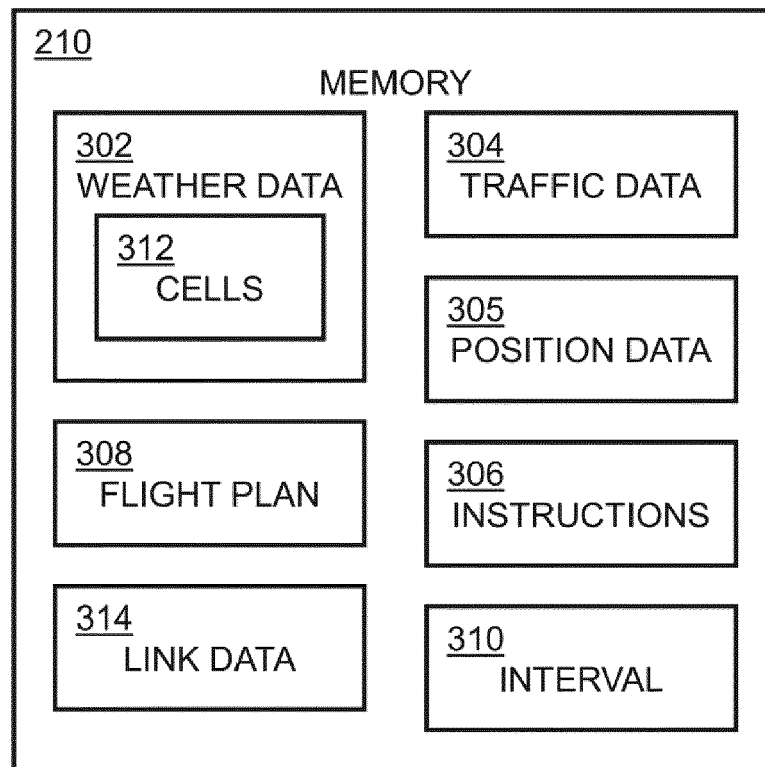 210
MEMORY
302
WEATHER DATA
312
CELLS
304
TRAFFIC DATA
305
POSITION DATA
308
FLIGHT PLAN
306
INSTRUCTIONS
314
LINK DATA
310
INTERVAL